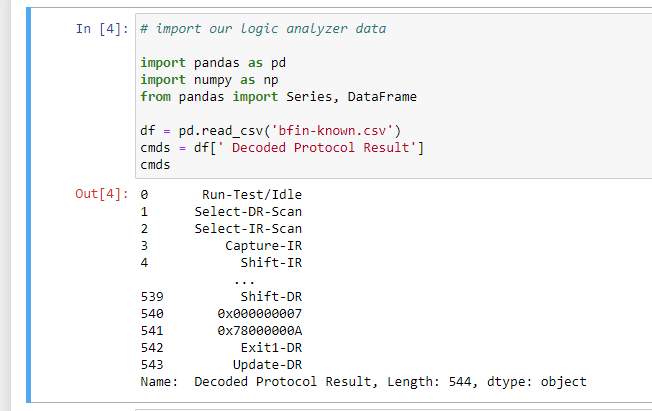 In [4]: # import our logic analyzer data
import pandas as pd
import numpy as np
from pandas import Series, DataFrame
df = pd.read_csv('bfin-known.csv')
cmds = df[' Decoded Protocol Result']
cmds
Out[4]: 0 Run-Test/Idle
1 Select-DR-Scan
2 Select-IR-Scan
3 Capture-IR
4 Shift-IR
...
539 Shift-DR
540 0x000000007
541 0x78000000A
542 Exit1-DR
543 Update-DR
Name:  Decoded Protocol Result, Length: 544, dtype: object